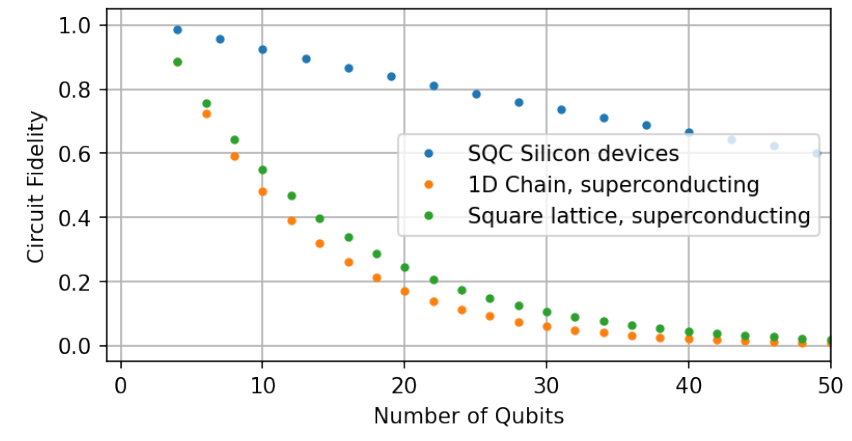 1.0
0.8
0.6
0.4
0.2
0.0
Circuit Fidelity
SQC Silicon devices
1D Chain, superconducting
Square lattice, superconducting
0 10 20 30 40 50
Number of Qubits